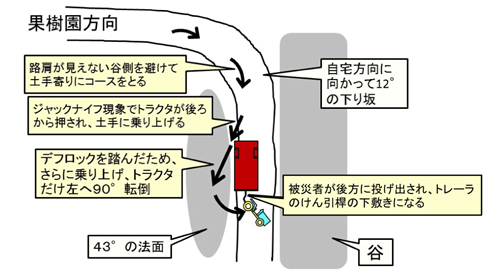 果樹園方向
路肩が見えない谷側を避けて
土手寄りにコースをとる
ジャックナイフ現象でトラクタが後ろ
から押され、土手に乗り上げる
デフロックを踏んだため、
さらに乗り上げ、トラクタ
だけ左へ90°転倒
43°の法面
自宅方向に
向かって12°
の下り坂
被災者が後方に投げ出され、トレーラ
のけん引桿の下敷きになる
谷